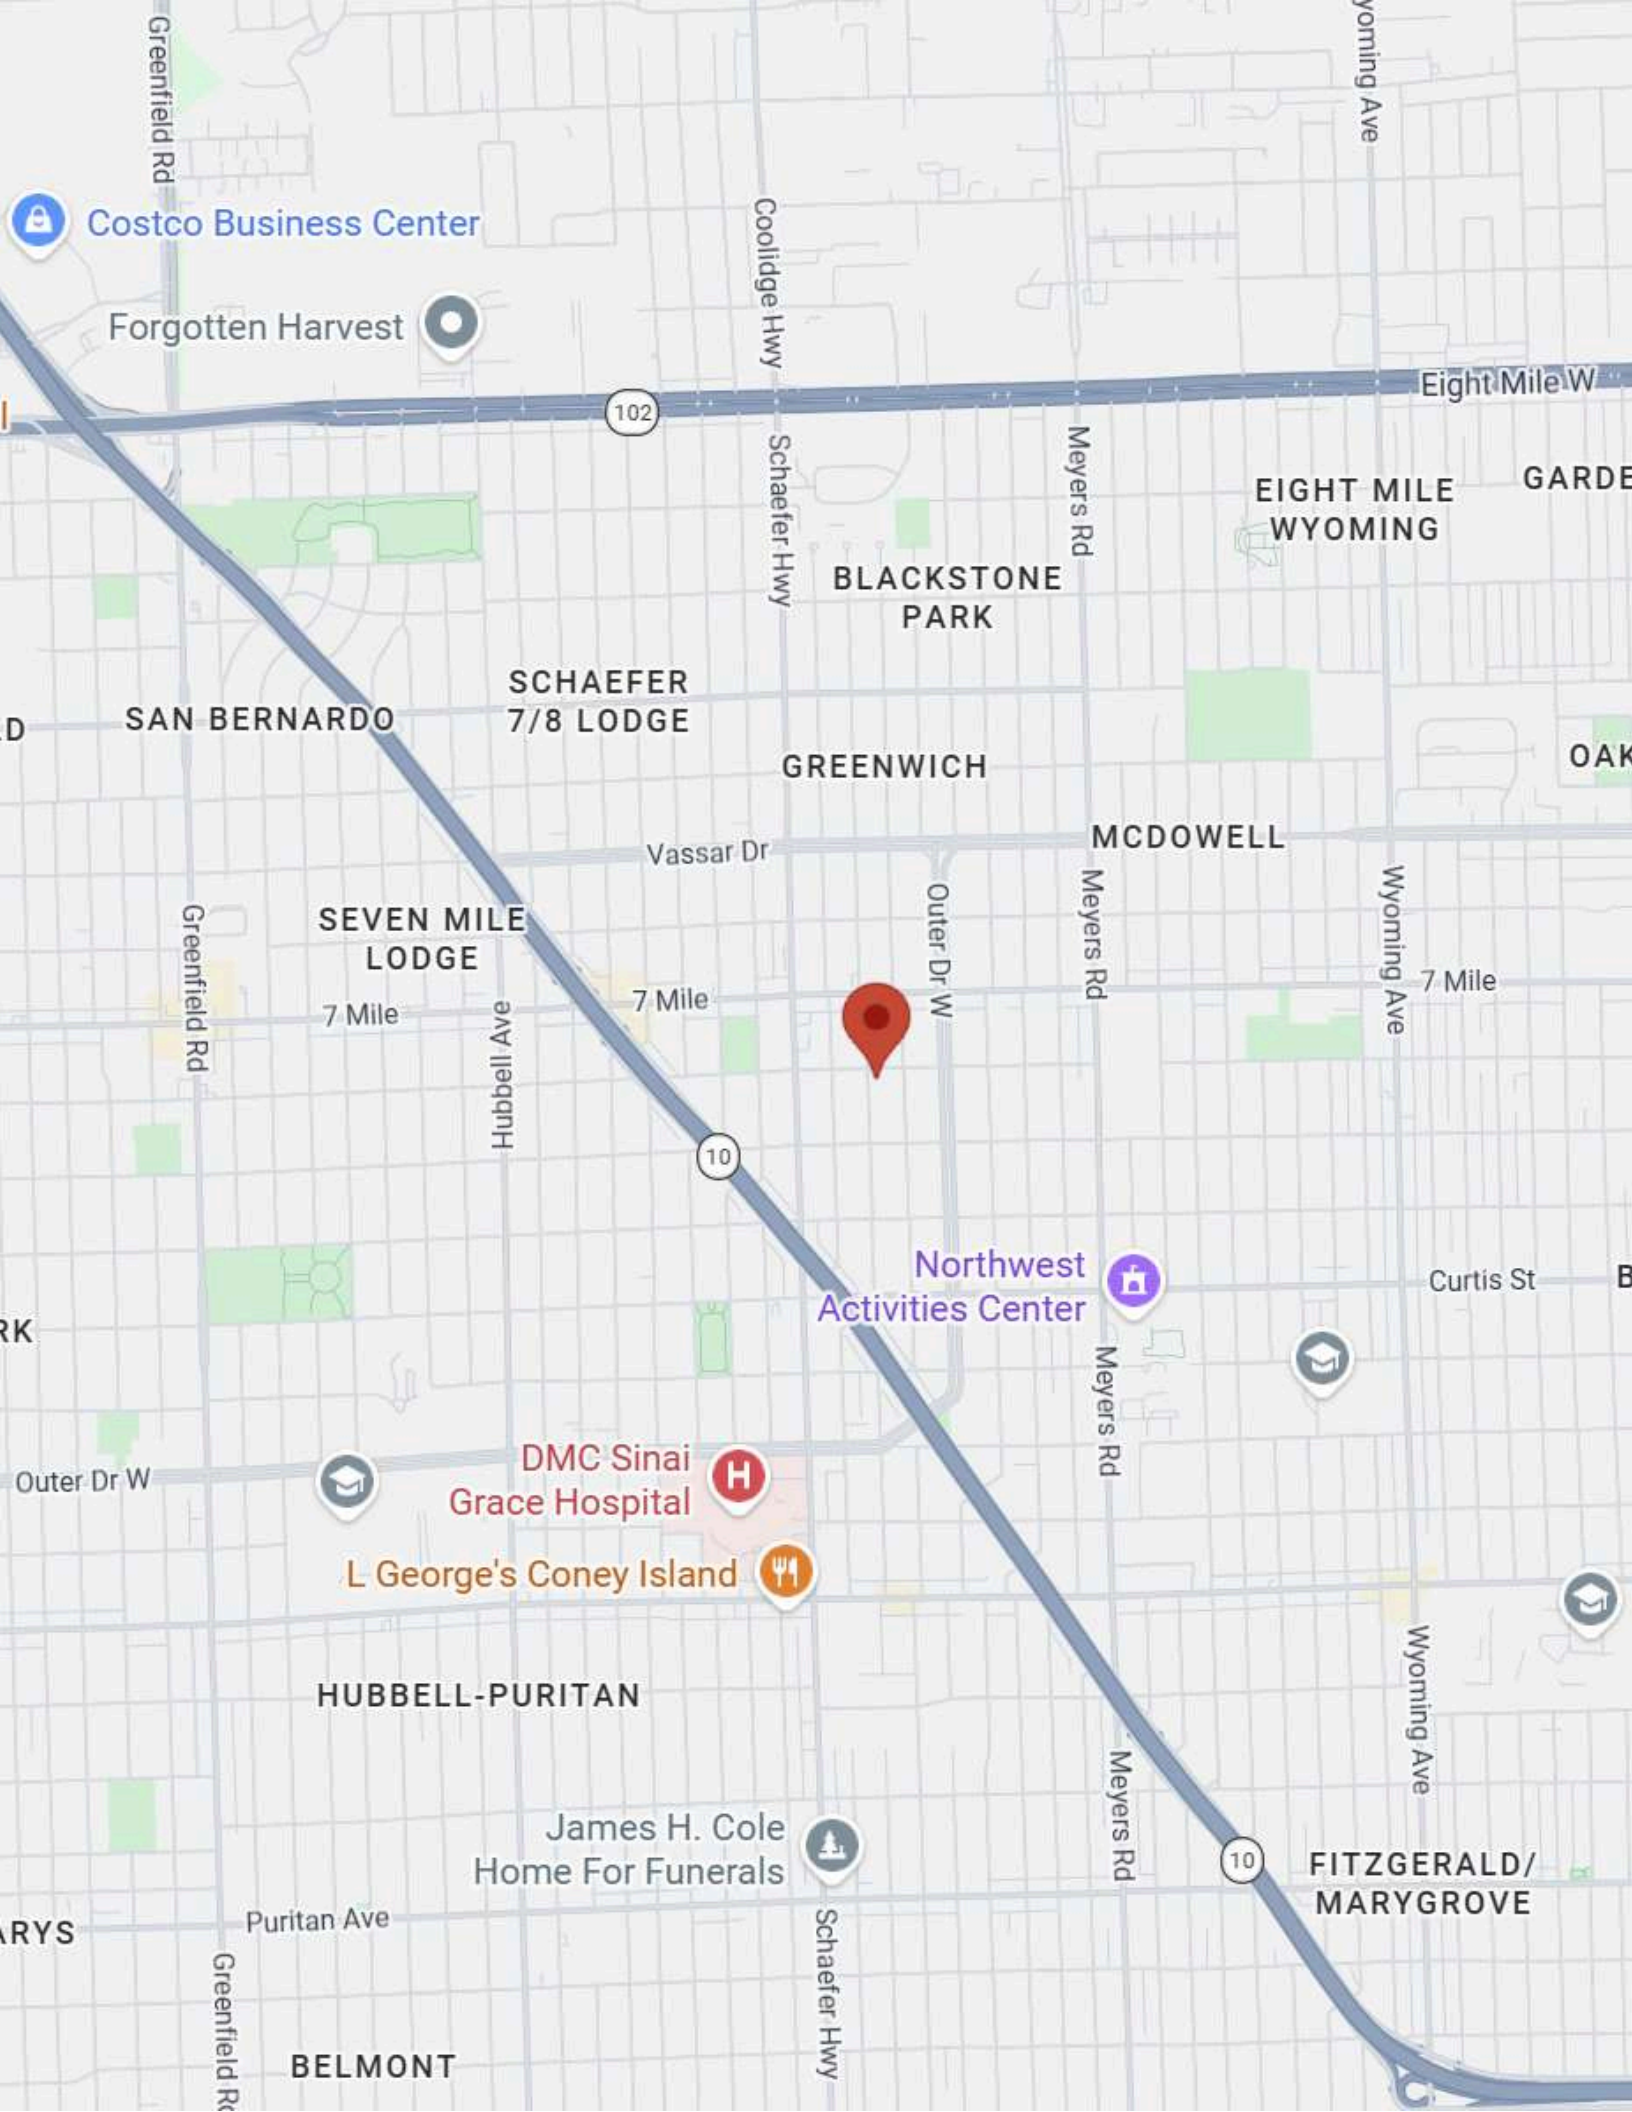 Greenfield Rd
yoming Ave
Costco Business Center
Coolidge Hwy
Forgotten Harvest
l
102
Eight Mile W
Schaefer Hwy
Meyers Rd
EIGHT MILE
WYOMING
GARDE
BLACKSTONE
PARK
SCHAEFER
7/8 LODGE
SAN BERNARDO
LD
GREENWICH
OAK
MCDOWELL
Vassar Dr
Outer Dr W
Meyers Rd
Wyoming Ave
SEVEN MILE
LODGE
Greenfield Rd
7 Mile
7 Mile
7 Mile
Hubbell Ave
10
Northwest
Activities Center
Curtis St
B
RK
Meyers Rd
DMC Sinai
Grace Hospital
H
Outer Dr W
L George's Coney Island
HUBBELL-PURITAN
Wyoming Ave
Meyers Rd
James H. Cole
Home For Funerals
10
FITZGERALD/
MARYGROVE
ARYS
Puritan Ave
Schaefer Hwy
Greenfield Rd
BELMONT